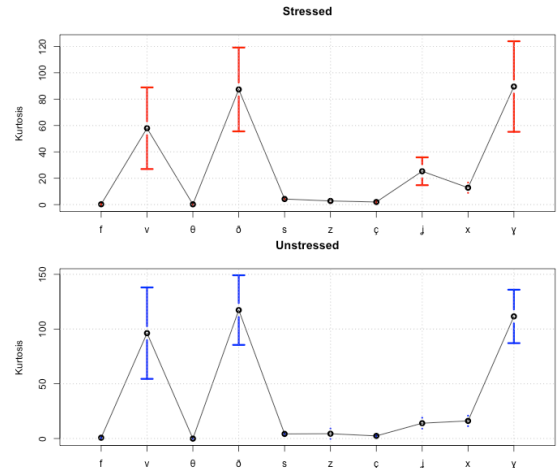 Stressed
Kurtosis
120
100
80
60
40
20
0
f v θ ð s z ç ʝ x ɣ
Unstressed
Kurtosis
150
100
50
0
f v θ ð s z ç ʝ x ɣ